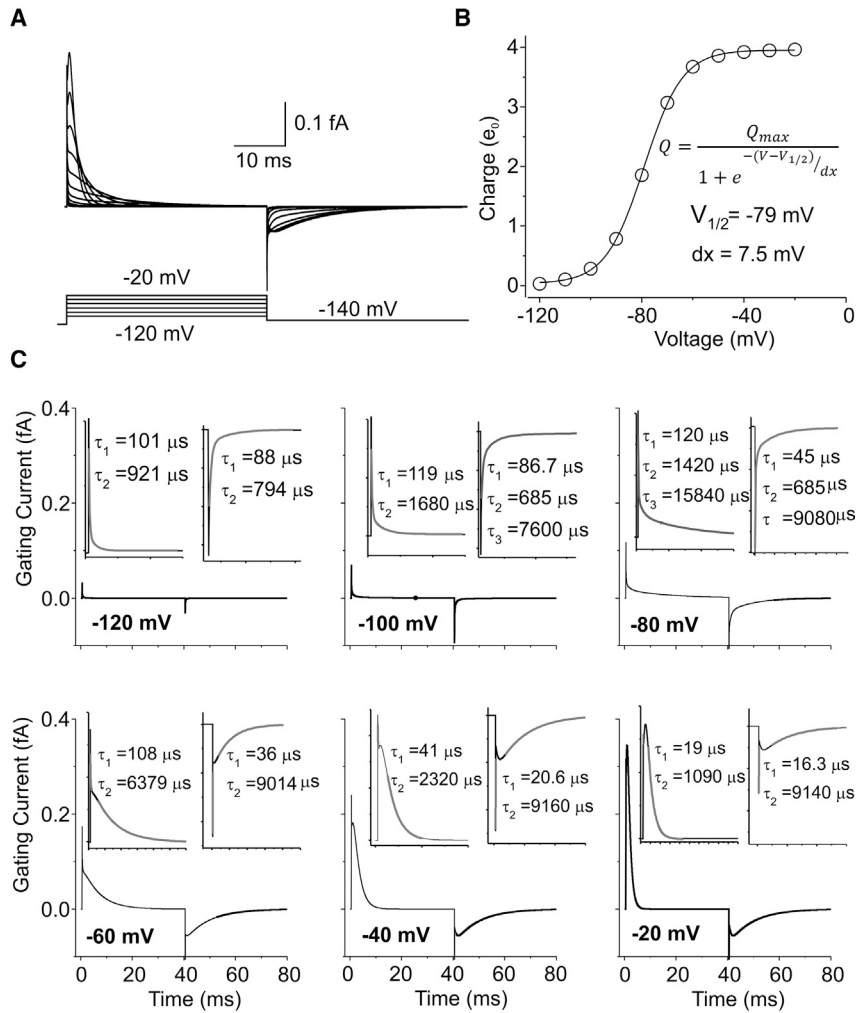 A
0.1 fA
10 ms
-20 mV
-120 mV
-140 mV
B
Charge (e0)
4
3
2
1
0
Q = Qmax / 1 + e^-(V-V1/2)/dx
V1/2= -79 mV
dx = 7.5 mV
-120 -80 -40 0
Voltage (mV)
C
Gating Current (fA)
0.4
0.2
0.0
τ1 =101 μs
τ2 =921 μs
τ1 =88 μs
τ2 =794 μs
-120 mV
τ1 =119 μs
τ2 =1680 μs
τ1 =86.7 μs
τ2 =685 μs
τ3 =7600 μs
-100 mV
τ1 =120 μs
τ2 =1420 μs
τ3 =15840 μs
τ1 =45 μs
τ2 =685μs
τ =9080μs
-80 mV
Gating Current (fA)
0.4
0.2
0.0
τ1 =108 μs
τ2 =6379 μs
τ1 =36 μs
τ2 =9014 μs
-60 mV
τ1 =41 μs
τ2 =2320 μs
τ1 =20.6 μs
τ2 =9160 μs
-40 mV
τ1 =19 μs
τ2 =1090 μs
τ1 =16.3 μs
τ2 =9140 μs
-20 mV
0 20 40 60 80
0 20 40 60 80
0 20 40 60 80
Time (ms)
Time (ms)
Time (ms)